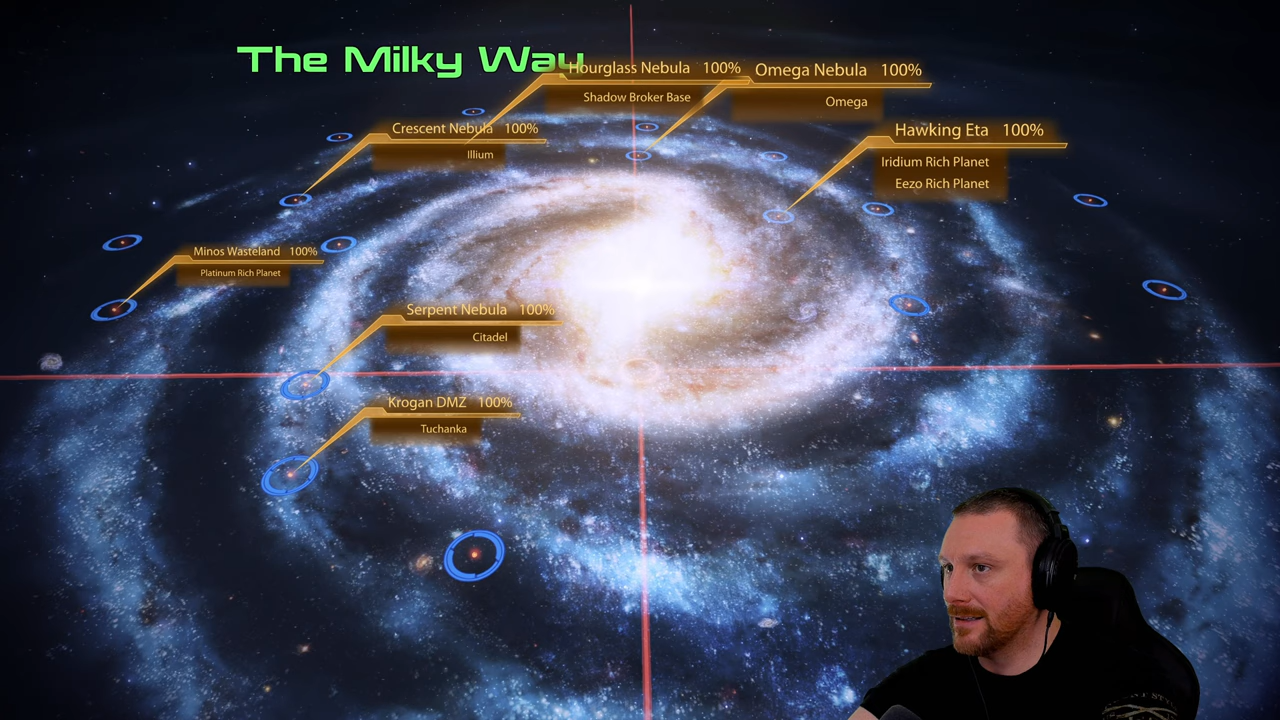 The Milky Way
Hourglass Nebula 100%
Shadow Broker Base
Omega Nebula 100%
Omega
Crescent Nebula 100%
Illium
Hawking Eta 100%
Iridium Rich Planet
Eezo Rich Planet
Minos Wasteland 100%
Platinum Rich Planet
Serpent Nebula 100%
Citadel
Krogan DMZ 100%
Tuchanka